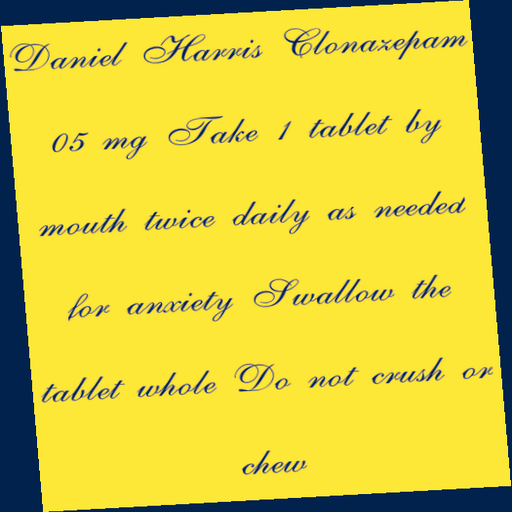 Daniel Harris Clonazepam
05 mg Take 1 tablet by
mouth twice daily as needed
for anxiety Swallow the
tablet whole Do not crush or
chew